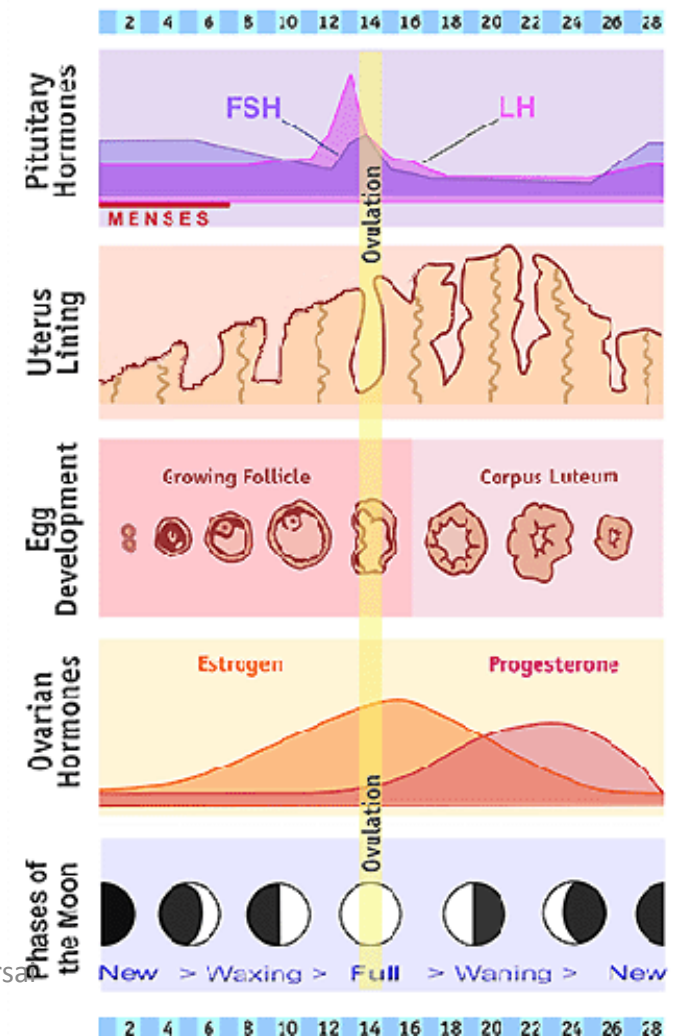 2 4 6 8 10 12 14 16 18 20 22 24 26 28
Pituitary
Hormones
FSH
LH
MENSES
Ovulation
Uterus
Lining
Egg
Development
Growing Follicle
Corpus Luteum
Ovarian
Hormones
Estrogen
Progesterone
Ovulation
Phases of
the Moon
New > Waxing > Full > Waning > New
2 4 6 8 10 12 14 16 18 20 22 24 26 28